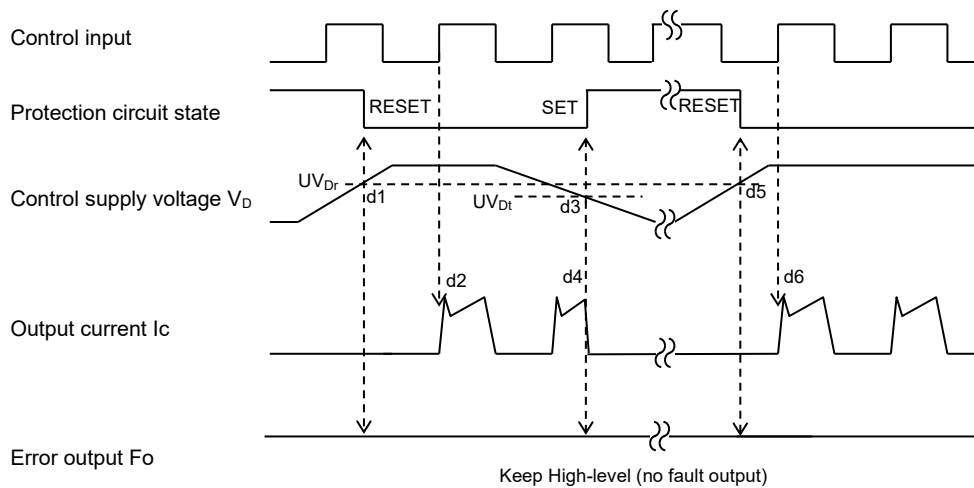 Control input
Protection circuit state
RESET
SET
RESET
Control supply voltage VD
UVDr
d1
UVDt
d3
d5
d2
d4
d6
Output current Ic
Error output Fo
Keep High-level (no fault output)